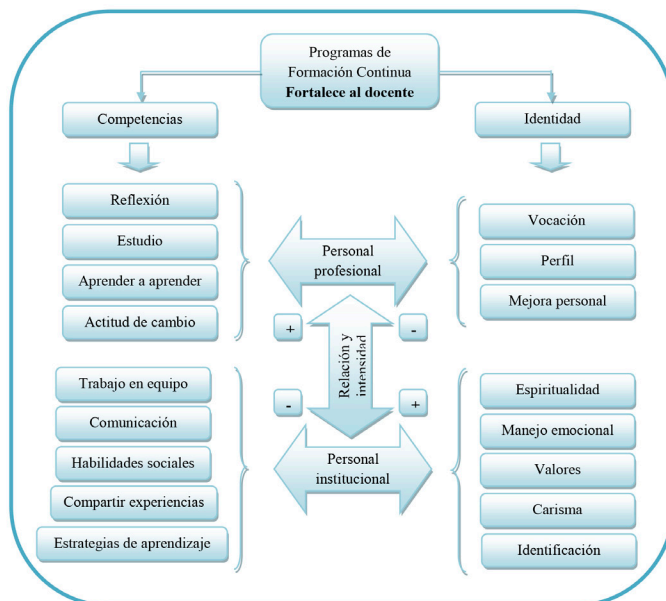 Programas de
Formación Continua
Fortalece al docente
Competencias
Identidad
Reflexión
Estudio
Aprender a aprender
Actitud de cambio
Personal
profesional
Vocación
Perfil
Mejora personal
+
-
Relación y
intensidad
-
+
Trabajo en equipo
Comunicación
Habilidades sociales
Compartir experiencias
Estrategias de aprendizaje
Personal
institucional
Espiritualidad
Manejo emocional
Valores
Carisma
Identificación